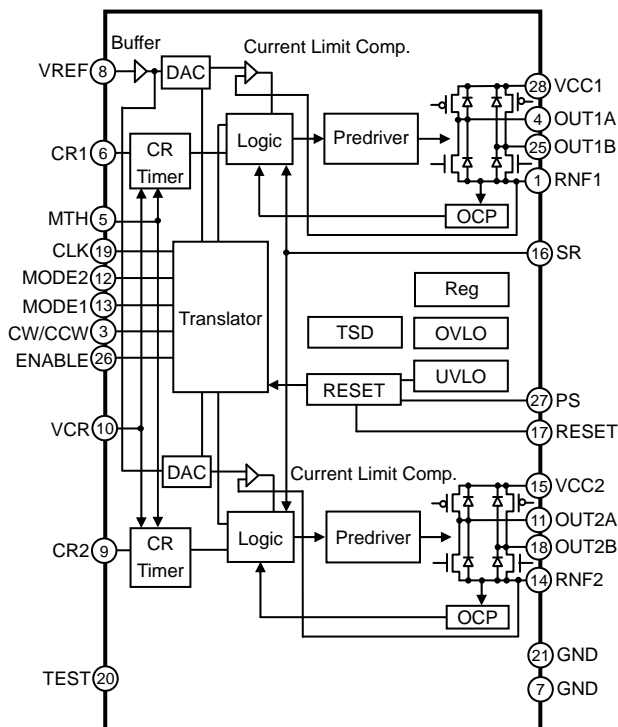 Buffer
Current Limit Comp.
VREF 8
DAC
28 VCC1
4 OUT1A
25 OUT1B
1 RNF1
CR1 6
CR
Timer
Logic
Predriver
OCP
MTH 5
CLK 19
16 SR
MODE2 12
MODE1 13
CW/CCW 3
ENABLE 26
Translator
Reg
TSD
OVLO
UVLO
RESET
27 PS
17 RESET
VCR 10
DAC
Current Limit Comp.
15 VCC2
11 OUT2A
18 OUT2B
14 RNF2
CR2 9
CR
Timer
Logic
Predriver
OCP
TEST 20
21 GND
7 GND